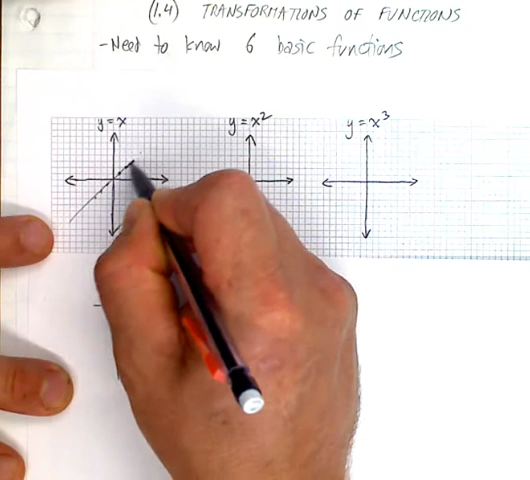 (1.4) TRANSFORMATIONS OF FUNCTIONS
-Need to know 6 basic functions
y = x y = x² y = x³